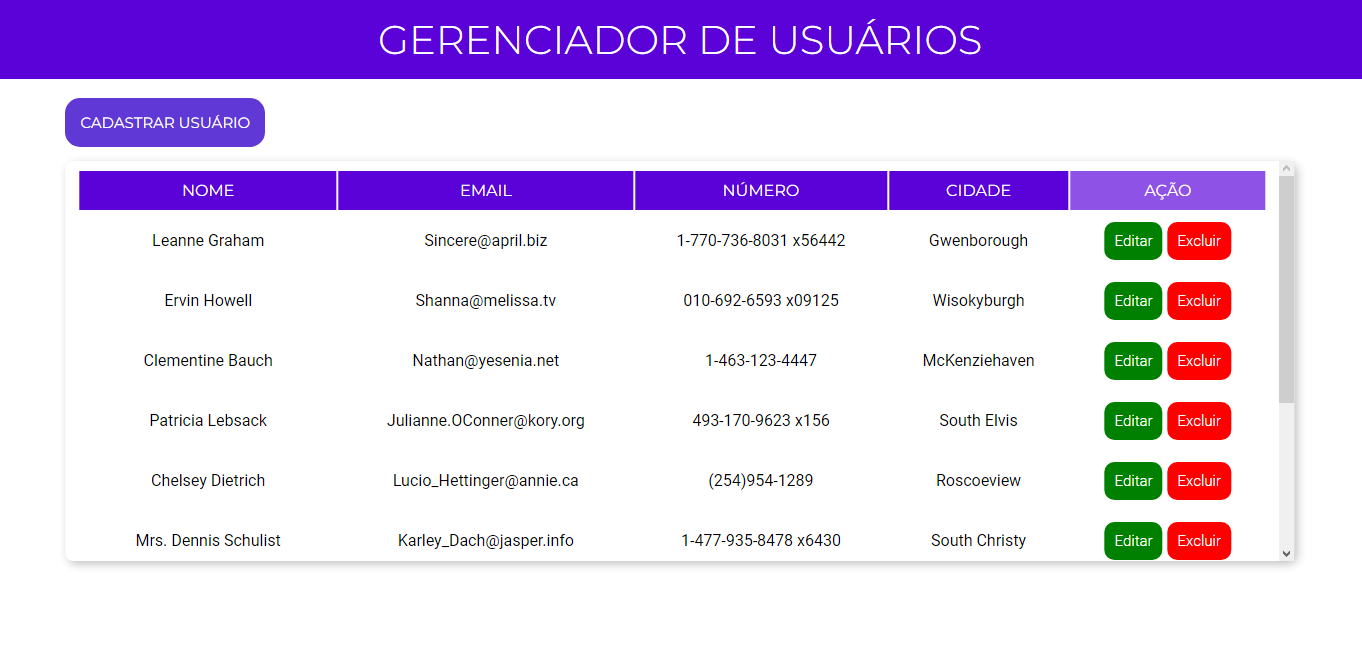 GERENCIADOR DE USUÁRIOS
CADASTRAR USUÁRIO
NOME EMAIL NÚMERO CIDADE AÇÃO
Leanne Graham Sincere@april.biz 1-770-736-8031 x56442 Gwenborough Editar Excluir
Ervin Howell Shanna@melissa.tv 010-692-6593 x09125 Wisokyburgh Editar Excluir
Clementine Bauch Nathan@yesenia.net 1-463-123-4447 McKenziehaven Editar Excluir
Patricia Lebsack Julianne.OConner@kory.org 493-170-9623 x156 South Elvis Editar Excluir
Chelsey Dietrich Lucio_Hettinger@annie.ca (254)954-1289 Roscoeview Editar Excluir
Mrs. Dennis Schulist Karley_Dach@jasper.info 1-477-935-8478 x6430 South Christy Editar Excluir